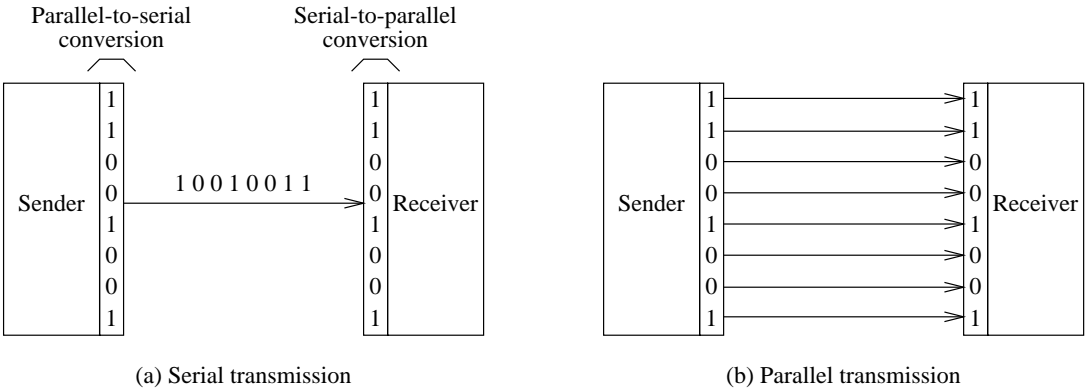 Parallel-to-serial
conversion
Serial-to-parallel
conversion
Sender
1
1
0
0
1
0
0
1
1 0 0 1 0 0 1 1
1
1
0
0
1
0
0
1
Receiver
(a) Serial transmission
Sender
1
1
0
0
1
0
0
1
1
1
0
0
1
0
0
1
Receiver
(b) Parallel transmission